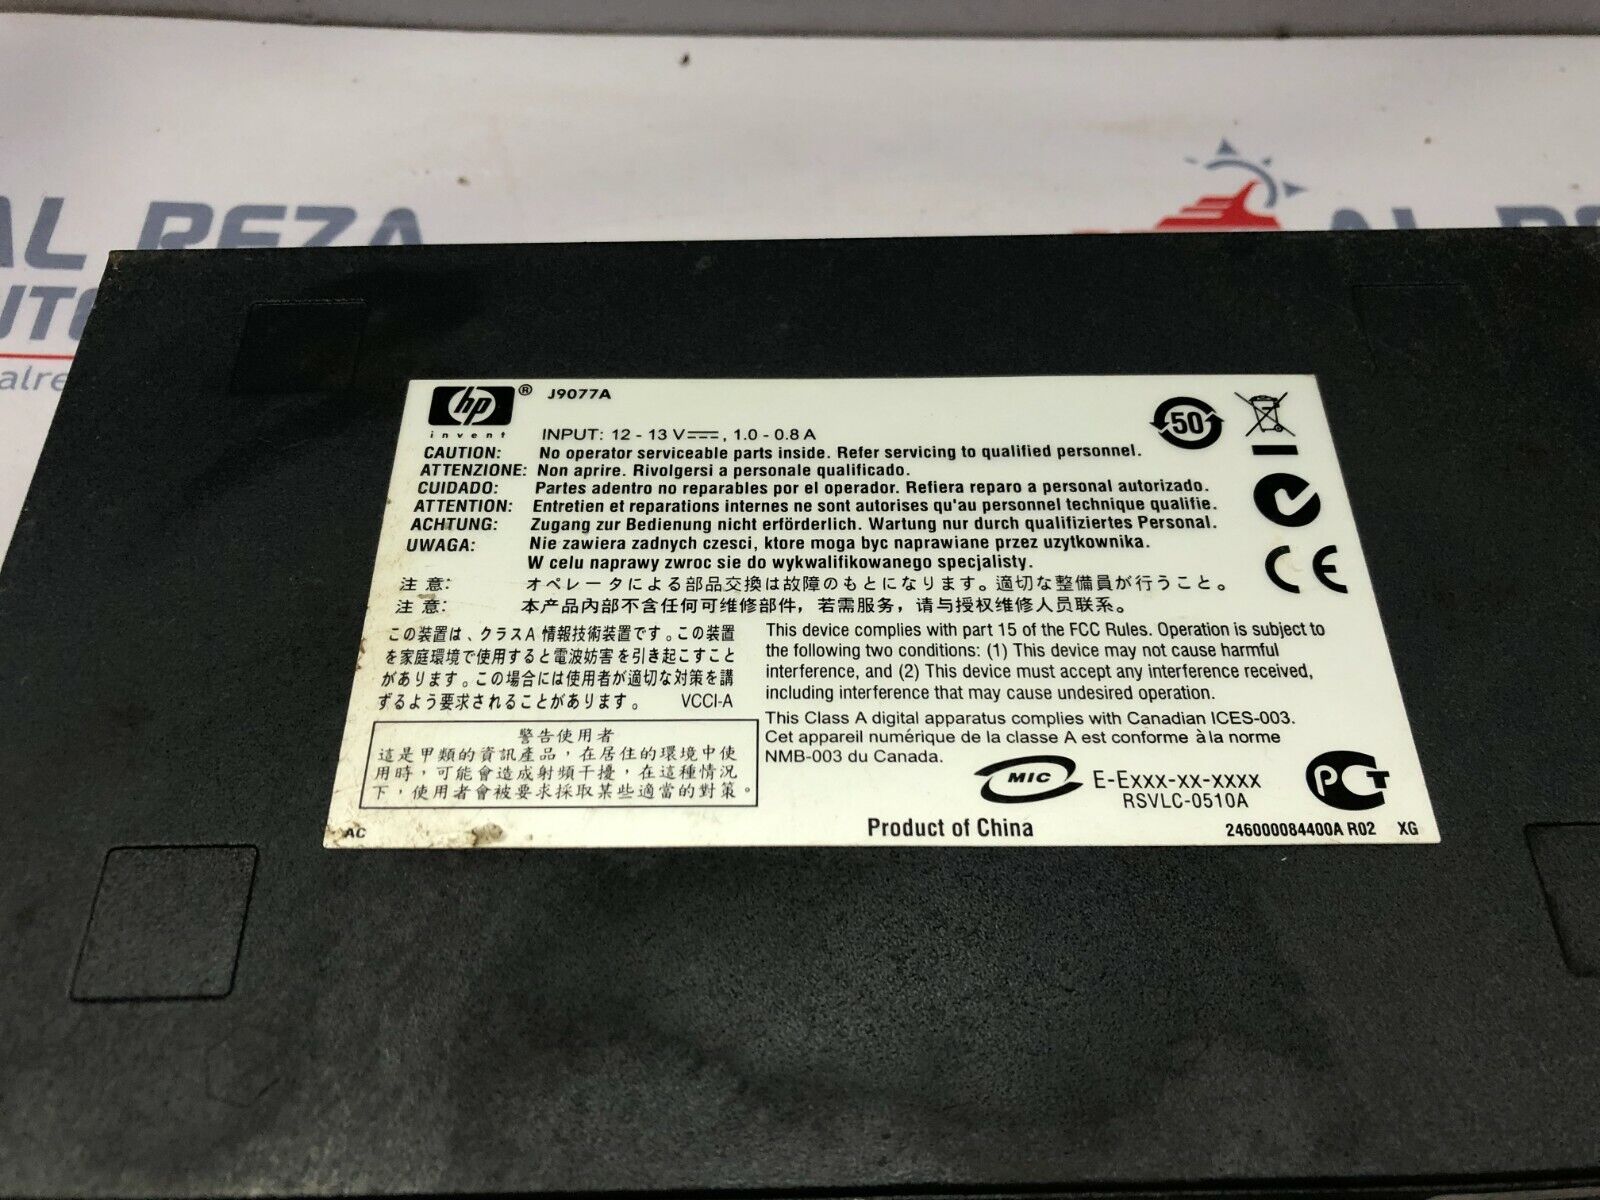 AL REZA
AL RE
UTO
alre
hp ® J9077A
invent
INPUT: 12 - 13 V⎓, 1.0 - 0.8 A
50
CAUTION: No operator serviceable parts inside. Refer servicing to qualified personnel.
ATTENZIONE: Non aprire. Rivolgersi a personale qualificado.
CUIDADO: Partes adentro no reparables por el operador. Refiera reparo a personal autorizado.
ATTENTION: Entretien et reparations internes ne sont autorises qu'au personnel technique qualifie.
ACHTUNG: Zugang zur Bedienung nicht erförderlich. Wartung nur durch qualifiziertes Personal.
UWAGA: Nie zawiera zadnych czesci, ktore moga byc naprawiane przez uzytkownika.
W celu naprawy zwroc sie do wykwalifikowanego specjalisty.
注意: オペレータによる部品交換は故障のもとになります。適切な整備員が行うこと。
注意: 本产品內部不含任何可维修部件，若需服务，请与授权维修人员联系。
CE
この装置は、クラスA 情報技術装置です。この装置
を家庭環境で使用すると電波妨害を引き起こすこと
があります。この場合には使用者が適切な対策を講
ずるよう要求されることがあります。 VCCI-A
This device complies with part 15 of the FCC Rules. Operation is subject to
the following two conditions: (1) This device may not cause harmful
interference, and (2) This device must accept any interference received,
including interference that may cause undesired operation.
This Class A digital apparatus complies with Canadian ICES-003.
Cet appareil numérique de la classe A est conforme à la norme
NMB-003 du Canada.
警告使用者
這是甲類的資訊產品，在居住的環境中使
用時，可能會造成射頻干擾，在這種情況
下，使用者會被要求採取某些適當的對策。
MIC E-Exxx-xx-xxxx
RSVLC-0510A
PCT
AC Product of China 246000084400A R02 XG